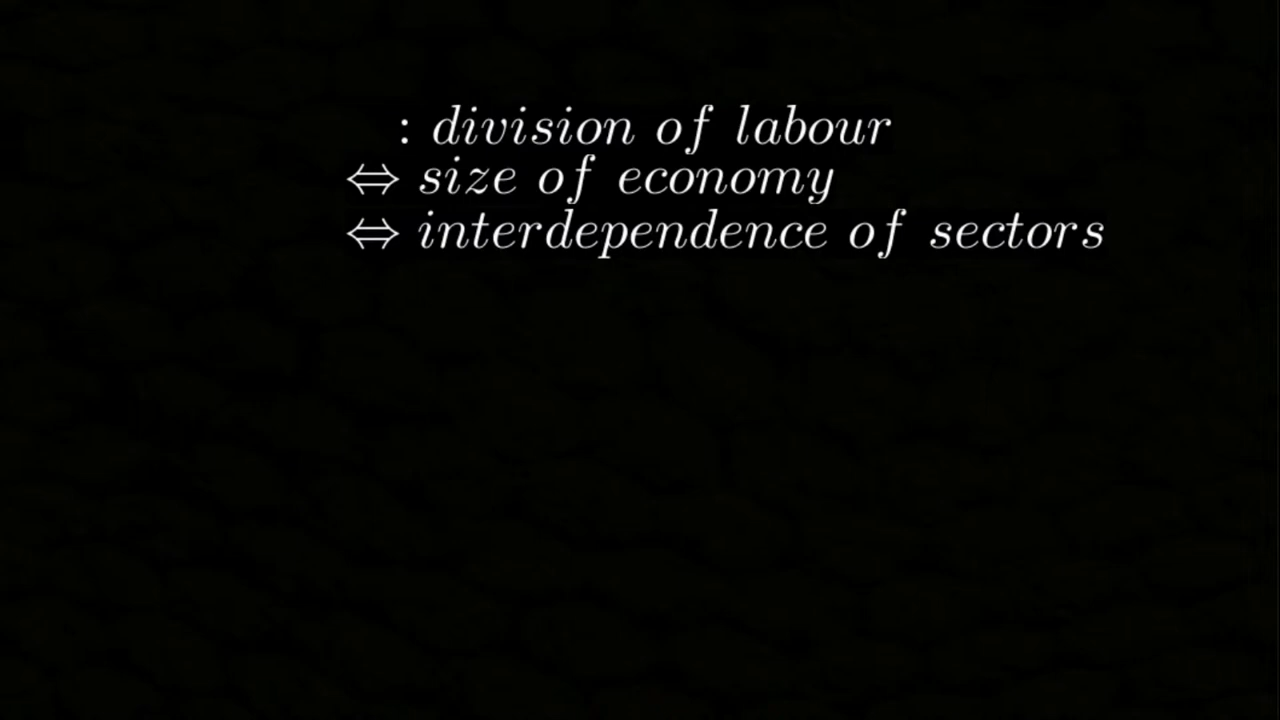 : division of labour
⇔ size of economy
⇔ interdependence of sectors